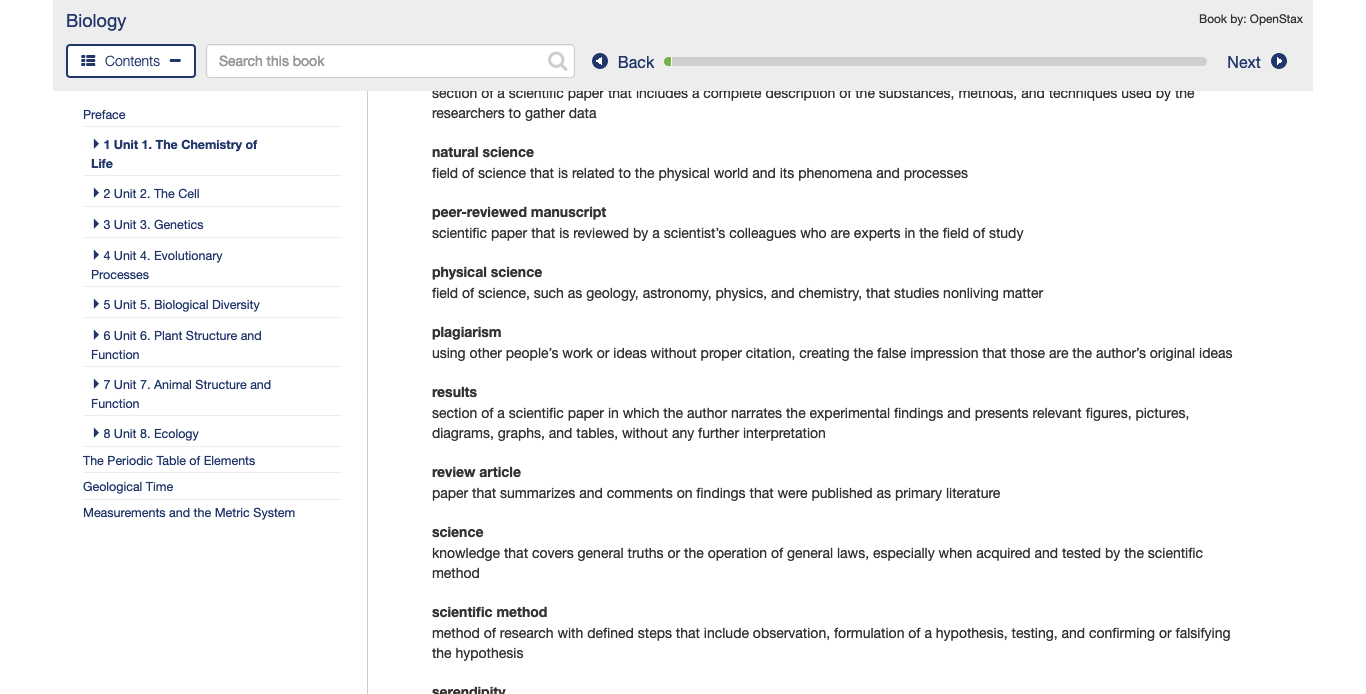 Biology
Book by: OpenStax
Contents
Search this book
Back
Next
Preface
1 Unit 1. The Chemistry of
Life
2 Unit 2. The Cell
3 Unit 3. Genetics
4 Unit 4. Evolutionary
Processes
5 Unit 5. Biological Diversity
6 Unit 6. Plant Structure and
Function
7 Unit 7. Animal Structure and
Function
8 Unit 8. Ecology
The Periodic Table of Elements
Geological Time
Measurements and the Metric System
section of a scientific paper that includes a complete description of the substances, methods, and techniques used by the
researchers to gather data
natural science
field of science that is related to the physical world and its phenomena and processes
peer-reviewed manuscript
scientific paper that is reviewed by a scientist’s colleagues who are experts in the field of study
physical science
field of science, such as geology, astronomy, physics, and chemistry, that studies nonliving matter
plagiarism
using other people’s work or ideas without proper citation, creating the false impression that those are the author’s original ideas
results
section of a scientific paper in which the author narrates the experimental findings and presents relevant figures, pictures,
diagrams, graphs, and tables, without any further interpretation
review article
paper that summarizes and comments on findings that were published as primary literature
science
knowledge that covers general truths or the operation of general laws, especially when acquired and tested by the scientific
method
scientific method
method of research with defined steps that include observation, formulation of a hypothesis, testing, and confirming or falsifying
the hypothesis
serendipity